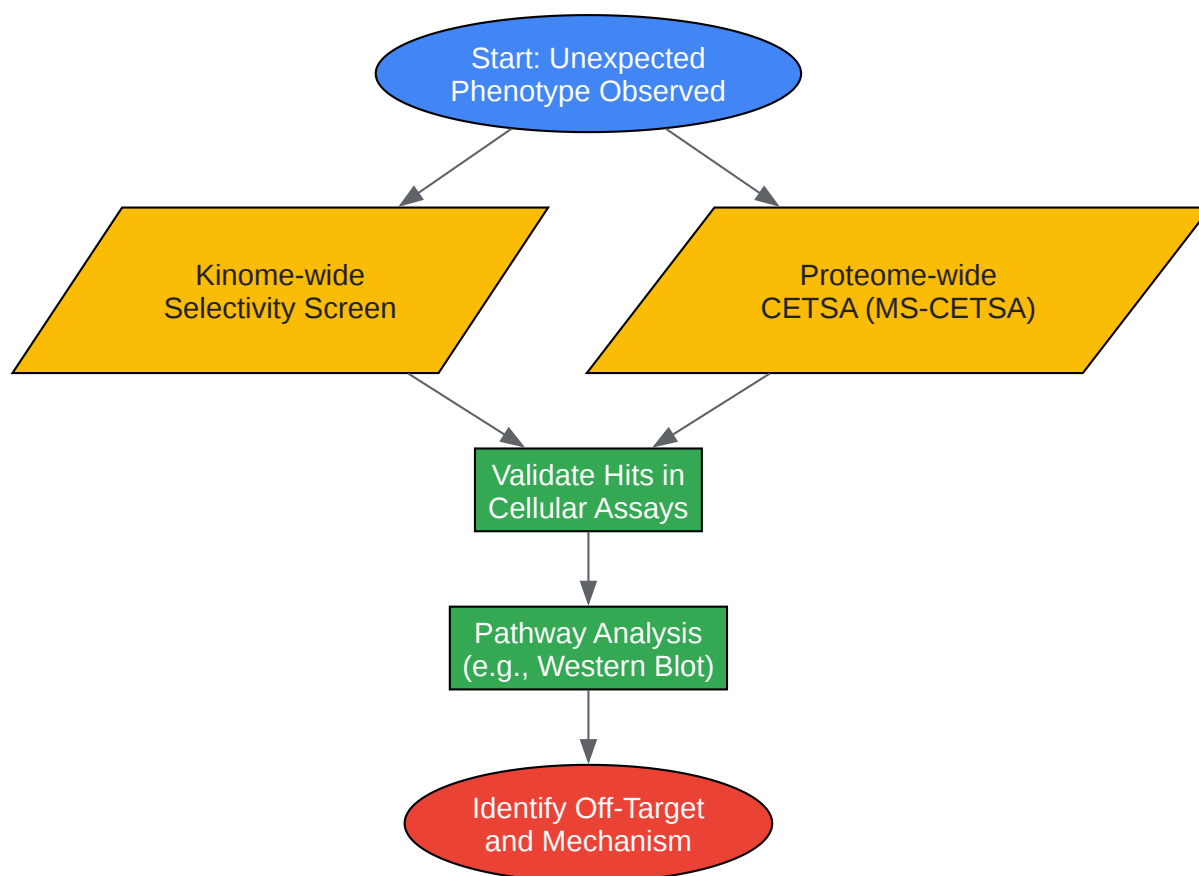 Start: Unexpected
Phenotype Observed
Kinome-wide
Selectivity Screen
Proteome-wide
CETSA (MS-CETSA)
Validate Hits in
Cellular Assays
Pathway Analysis
(e.g., Western Blot)
Identify Off-Target
and Mechanism